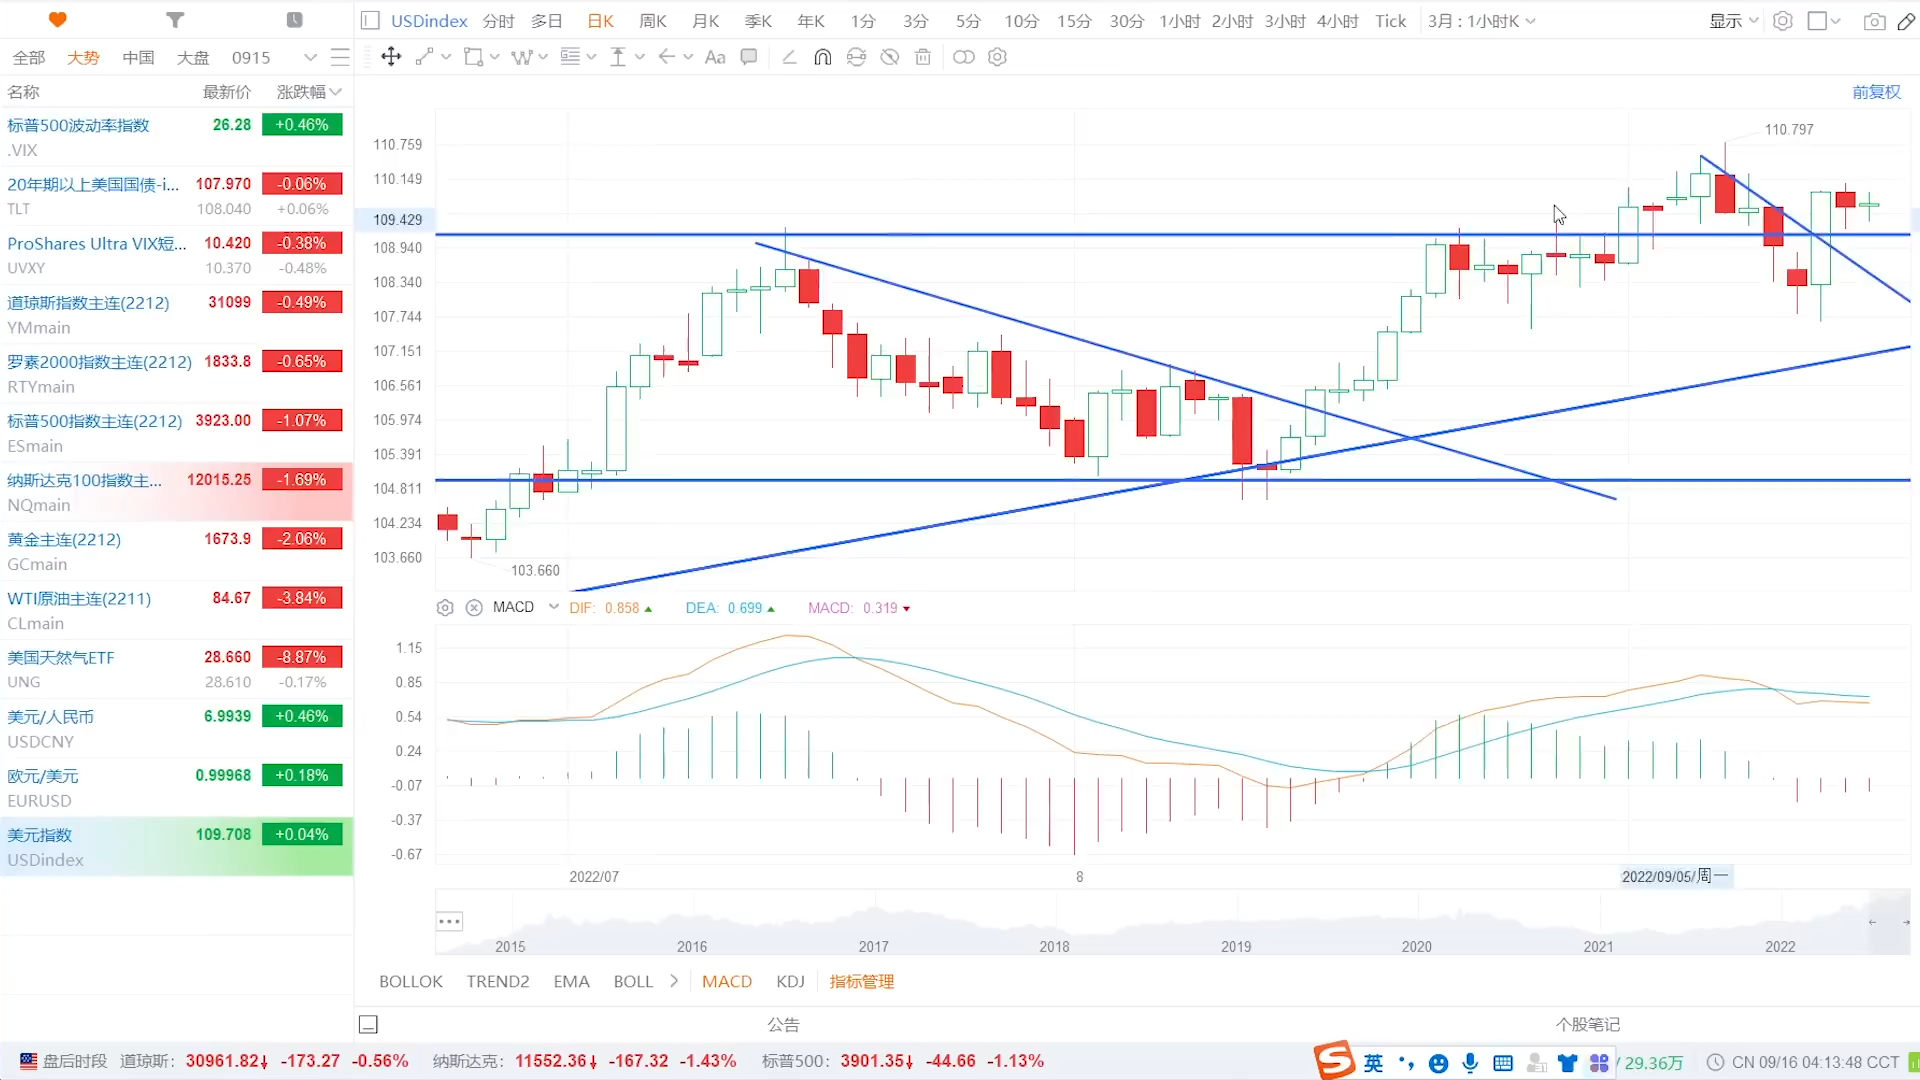 USDindex 分时 多日 日K 周K 月K 季K 年K 1分 3分 5分 10分 15分 30分 1小时 2小时 3小时 4小时 Tick 3月 : 1小时K 显示
全部 大势 中国 大盘 0915
Aa
名称 最新价 涨跌幅
前复权
标普500波动率指数 26.28 +0.46%
.VIX
20年期以上美国国债-i... 107.970 -0.06%
TLT 108.040 +0.06%
ProShares Ultra VIX短... 10.420 -0.38%
UVXY 10.370 -0.48%
道琼斯指数主连(2212) 31099 -0.49%
YMmain
罗素2000指数主连(2212) 1833.8 -0.65%
RTYmain
标普500指数主连(2212) 3923.00 -1.07%
ESmain
纳斯达克100指数主... 12015.25 -1.69%
NQmain
黄金主连(2212) 1673.9 -2.06%
GCmain
WTI原油主连(2211) 84.67 -3.84%
CLmain
美国天然气ETF 28.660 -8.87%
UNG 28.610 -0.17%
美元/人民币 6.9939 +0.46%
USDCNY
欧元/美元 0.99968 +0.18%
EURUSD
美元指数 109.708 +0.04%
USDindex
110.797
110.759
110.149
109.429
108.940
108.340
107.744
107.151
106.561
105.974
105.391
104.811
104.234
103.660
103.660
MACD DIF: 0.858 DEA: 0.699 MACD: 0.319
1.15
0.85
0.54
0.24
-0.07
-0.37
-0.67
2022/07 8 2022/09/05/周一
2015 2016 2017 2018 2019 2020 2021 2022
BOLLOK TREND2 EMA BOLL MACD KDJ 指标管理
公告 个股笔记
盘后时段 道琼斯: 30961.82↓ -173.27 -0.56% 纳斯达克: 11552.36↓ -167.32 -1.43% 标普500: 3901.35↓ -44.66 -1.13%
英 / 29.36万 CN 09/16 04:13:48 CCT